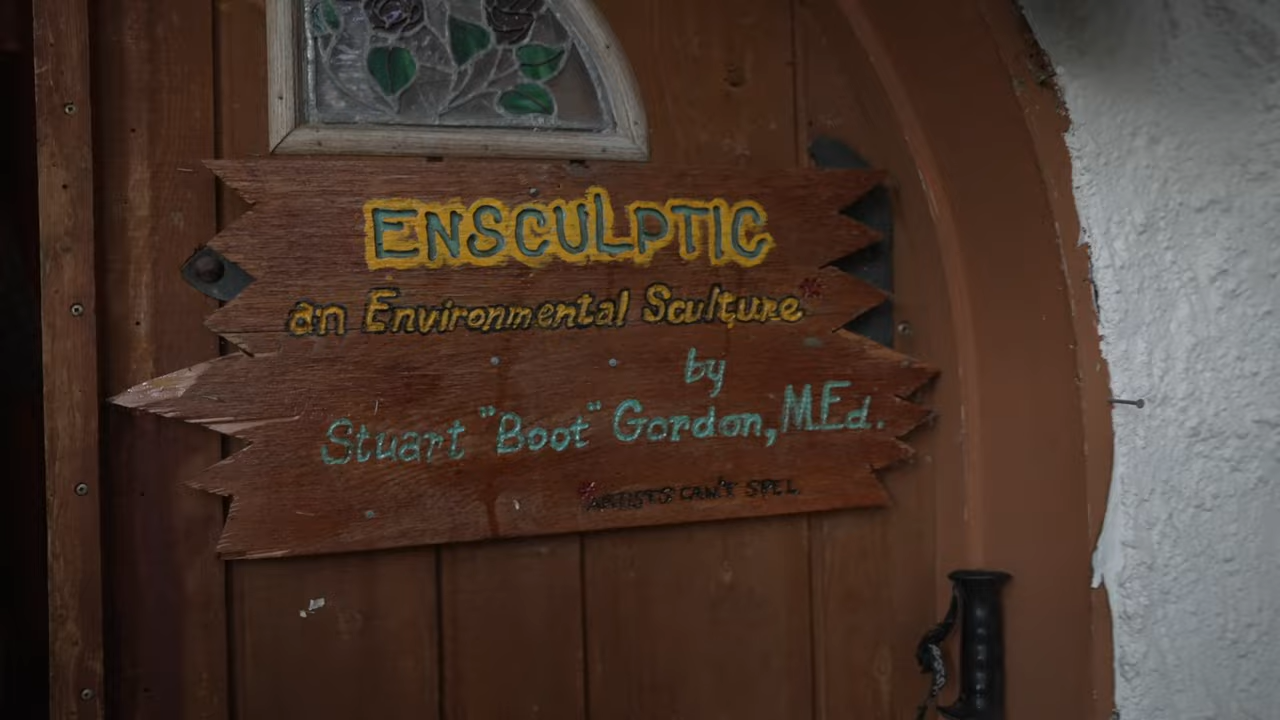 ENSCULPTIC
an Environmental Sculture*
by
Stuart "Boot" Gordon, M.Ed.
*ARTISTS CAN'T SPEL